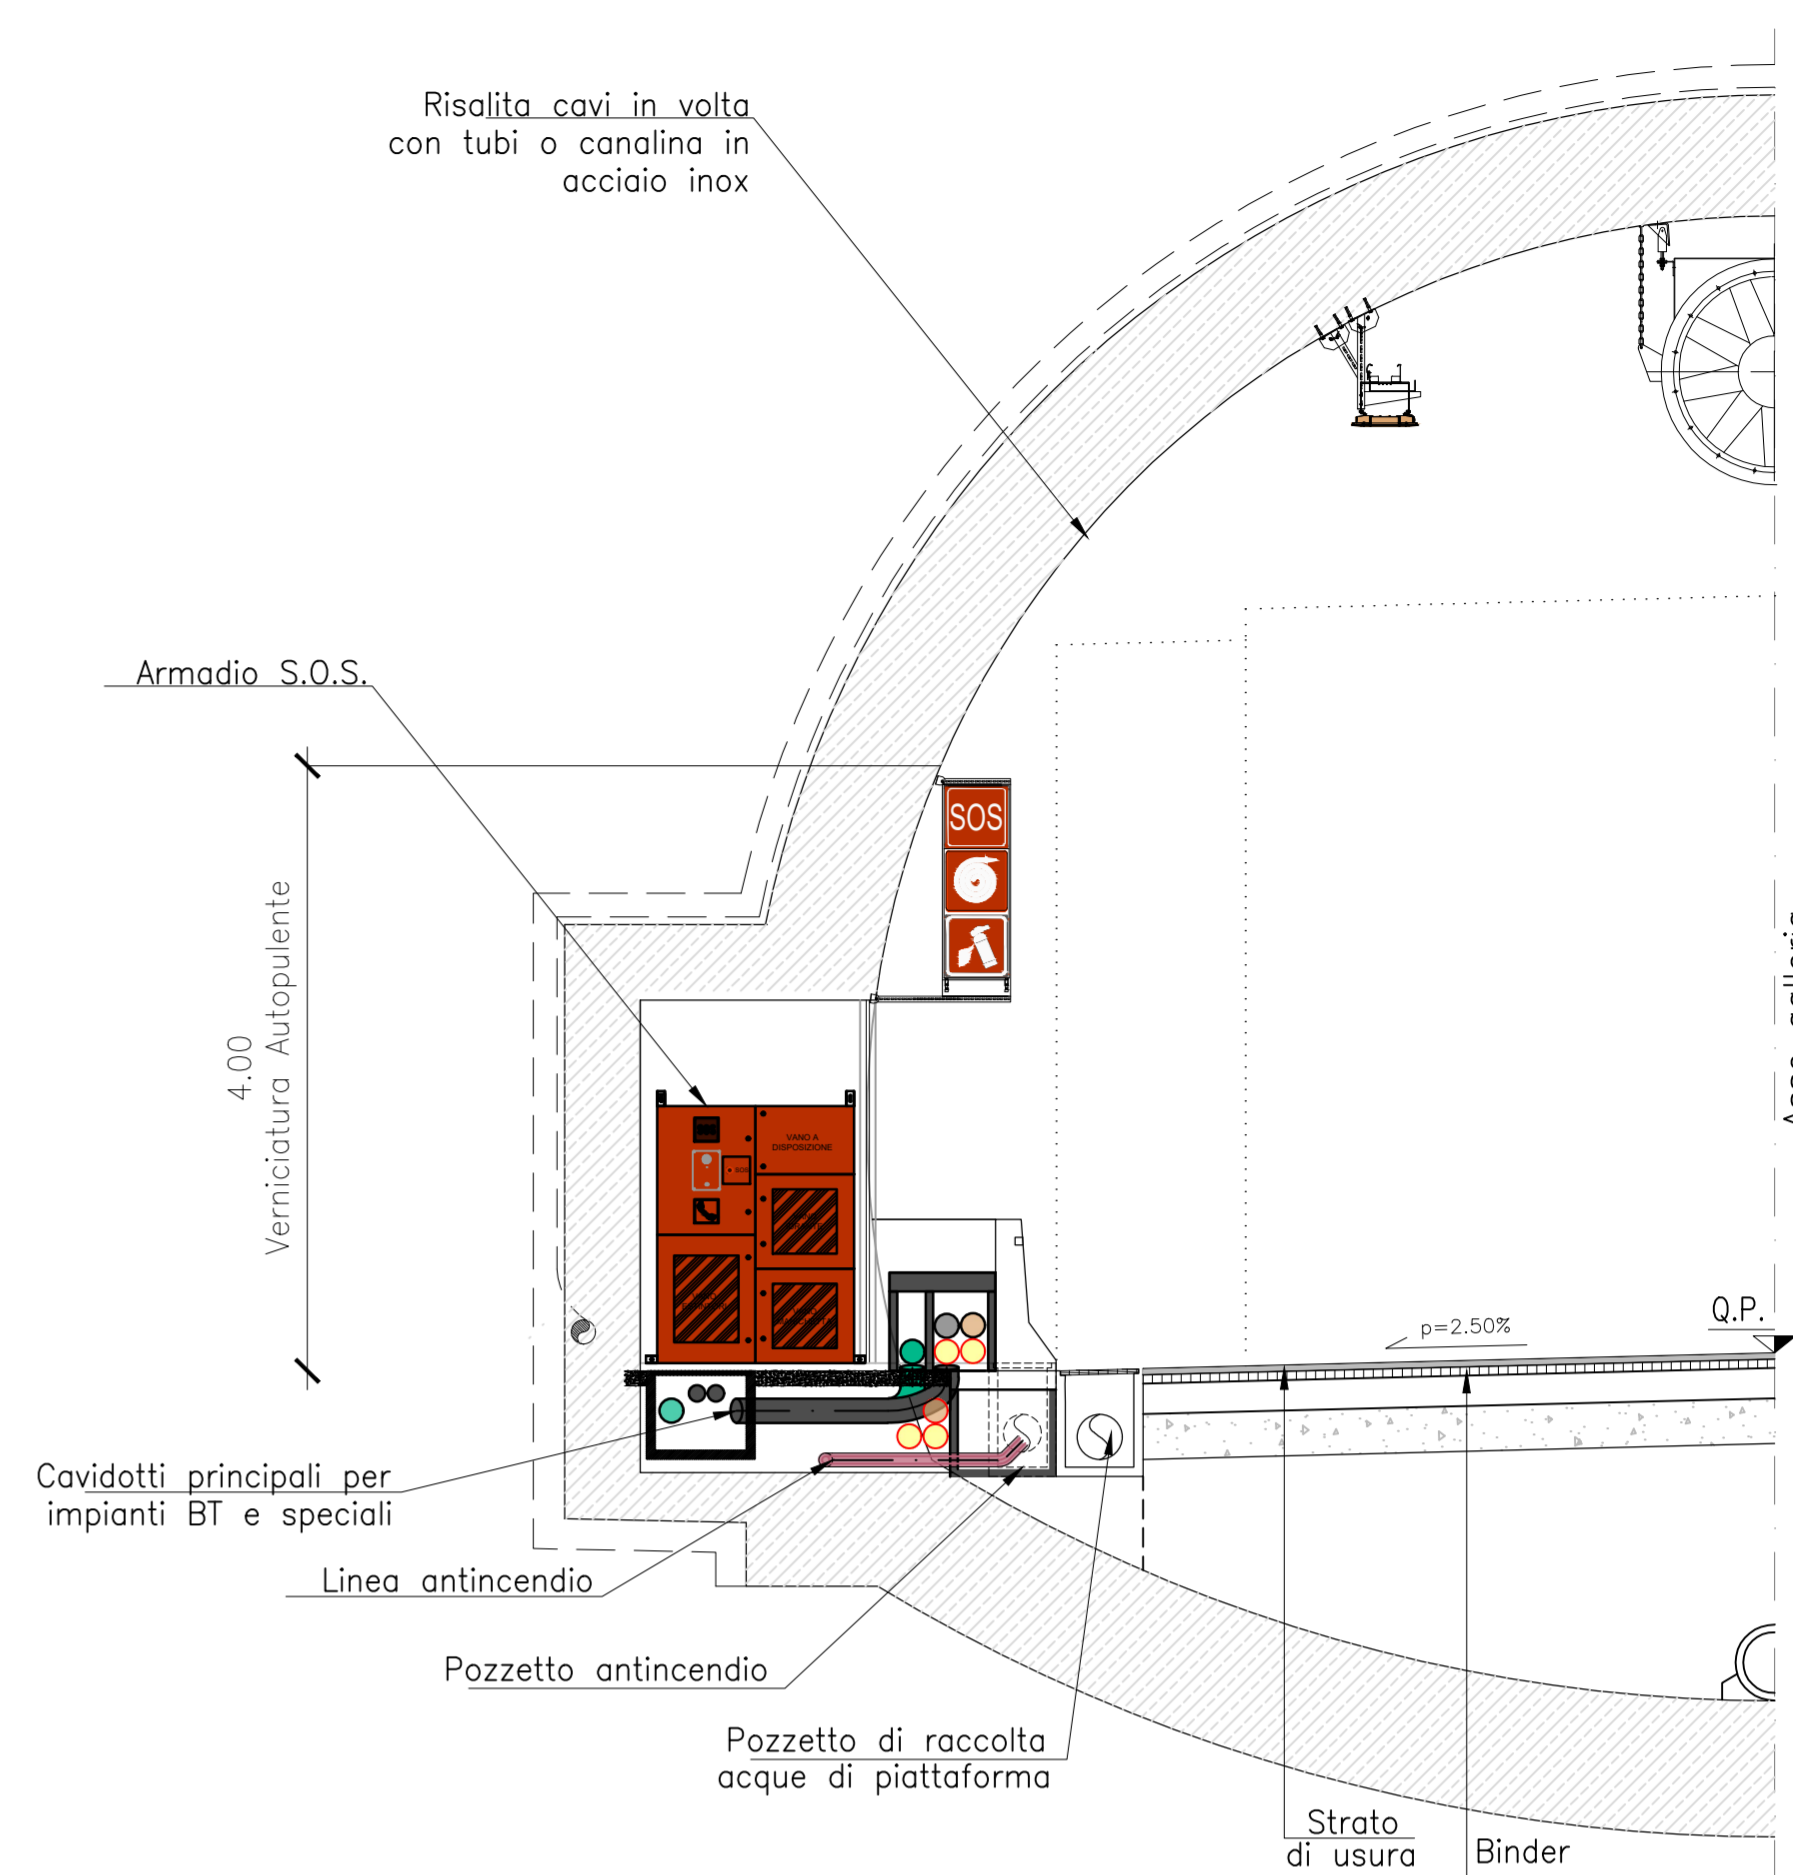 Risalita cavi in volta
con tubi o canalina in
acciaio inox
Armadio S.O.S.
SOS
4.00
Verniciatura Autopulente
VANO A
DISPOSIZIONE
SOS
Q.P.
p=2.50%
Cavidotti principali per
impianti BT e speciali
Linea antincendio
Pozzetto antincendio
Pozzetto di raccolta
acque di piattaforma
Strato
di usura
Binder